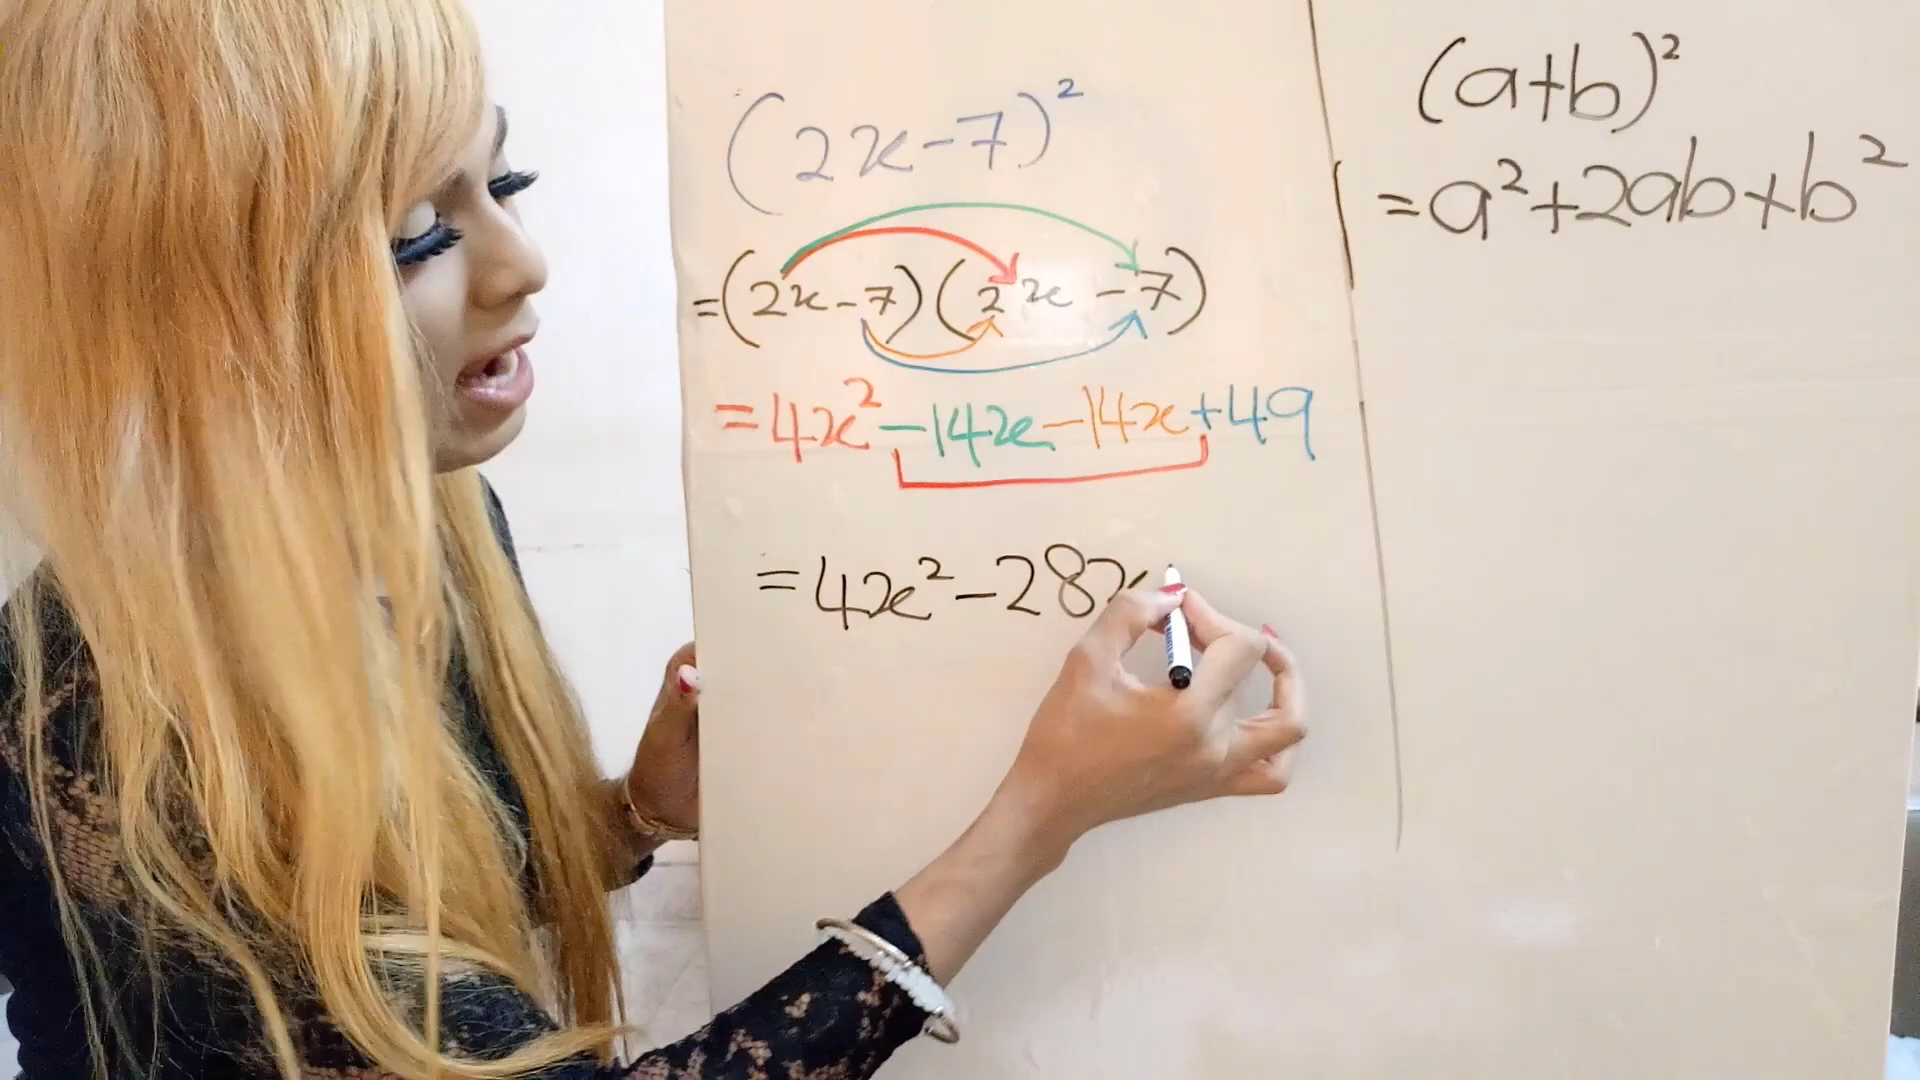 (2x-7)²
=(2x-7)(2x-7)
=4x²-14x-14x+49
=4x²-28x
(a+b)²
=a²+2ab+b²